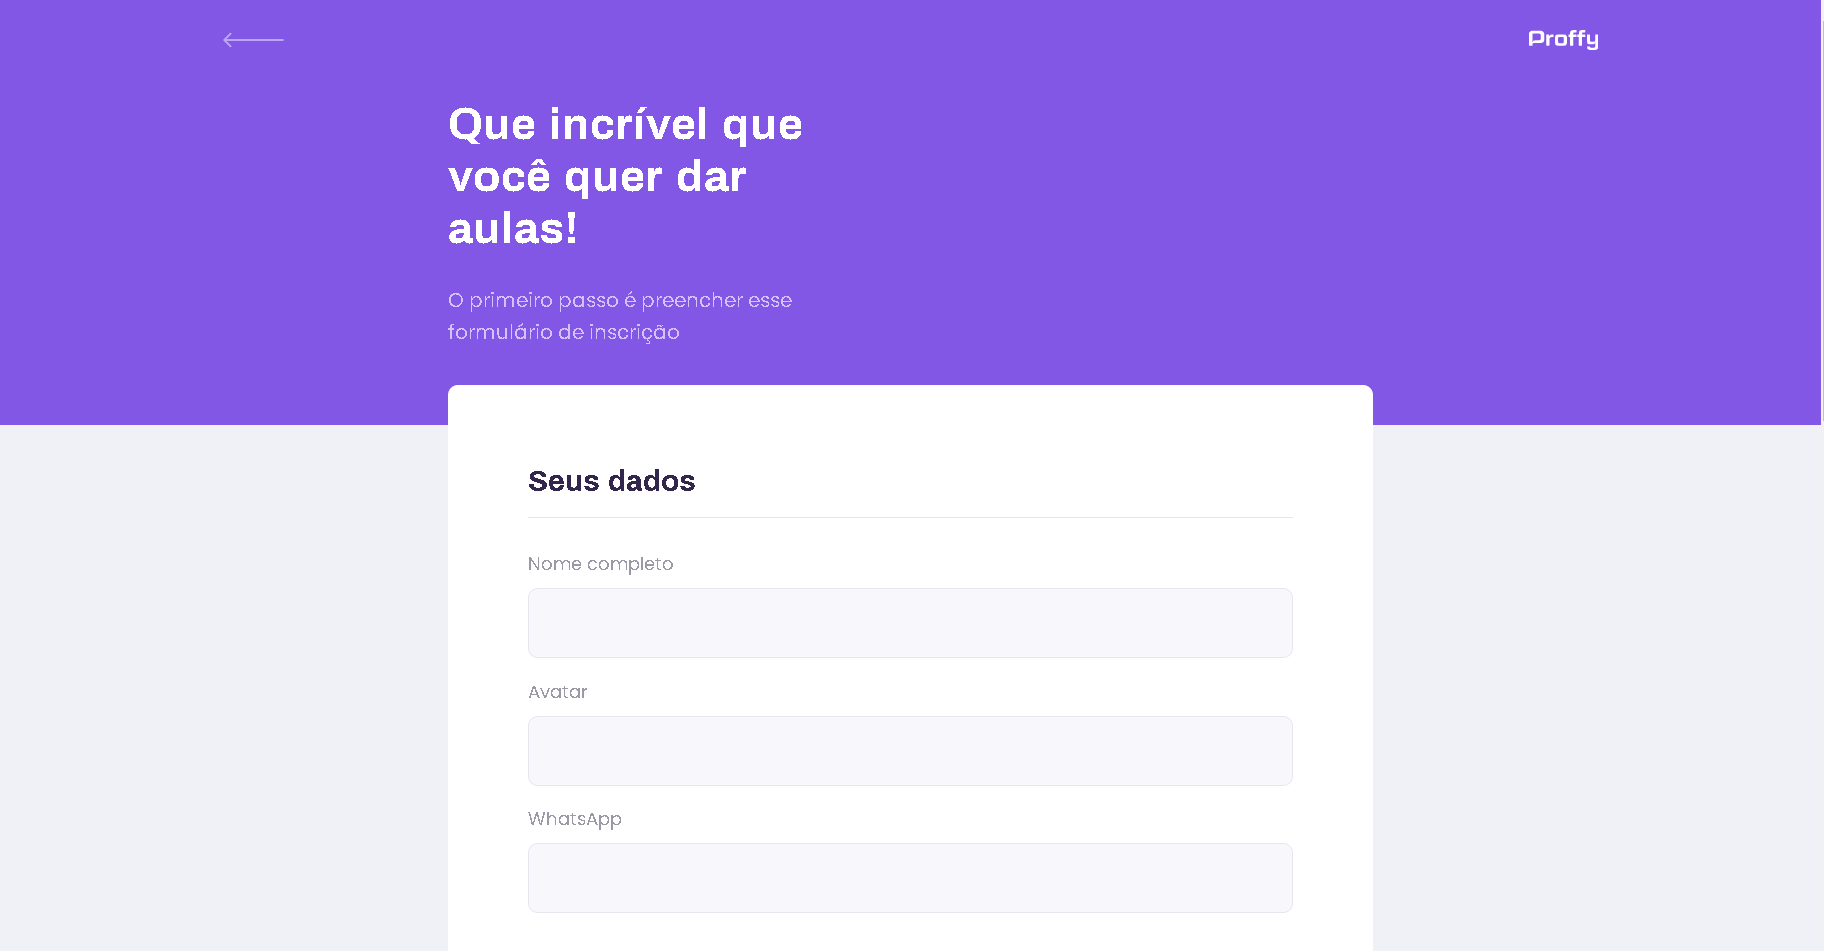 Proffy
Que incrível que
você quer dar
aulas!
O primeiro passo é preencher esse
formulário de inscrição
Seus dados
Nome completo
Avatar
WhatsApp